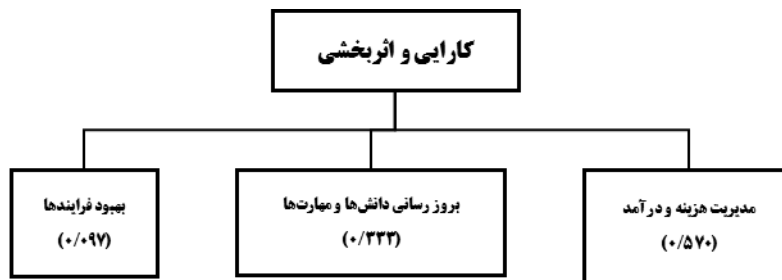 کارایی و اثربخشی
مدیریت هزینه و درآمد
(۰/۵۷۰)
بروز رسانی دانش‌ها و مهارت‌ها
(۰/۳۳۳)
بهبود فرایندها
(۰/۰۹۷)